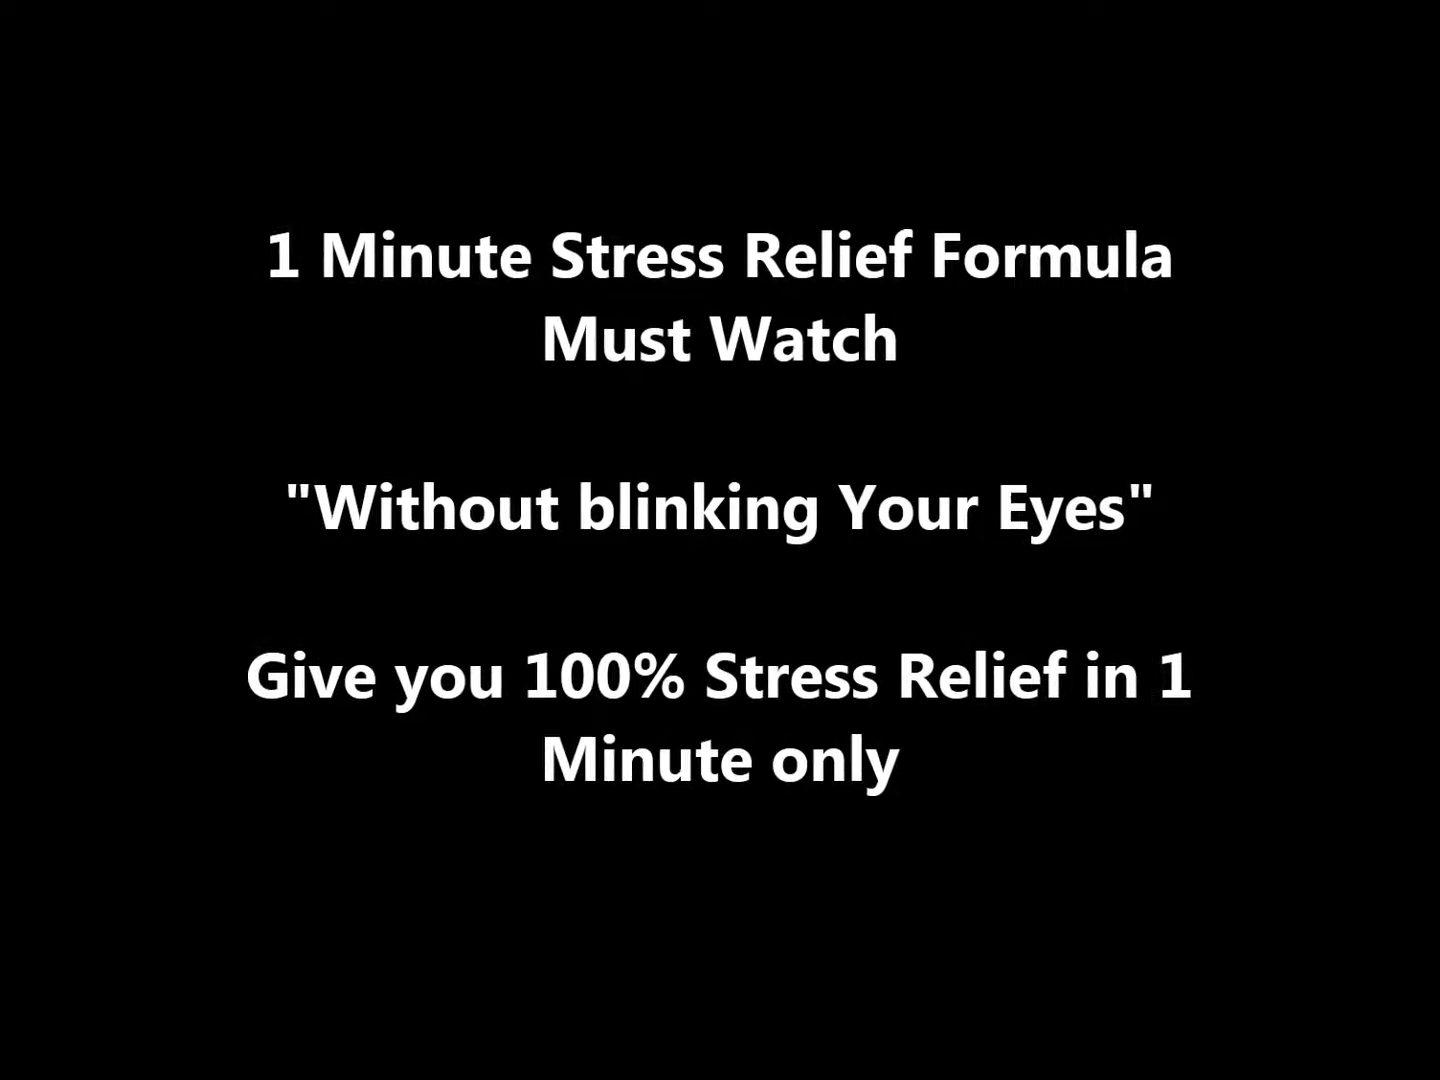 1 Minute Stress Relief Formula
Must Watch
"Without blinking Your Eyes"
Give you 100% Stress Relief in 1
Minute only